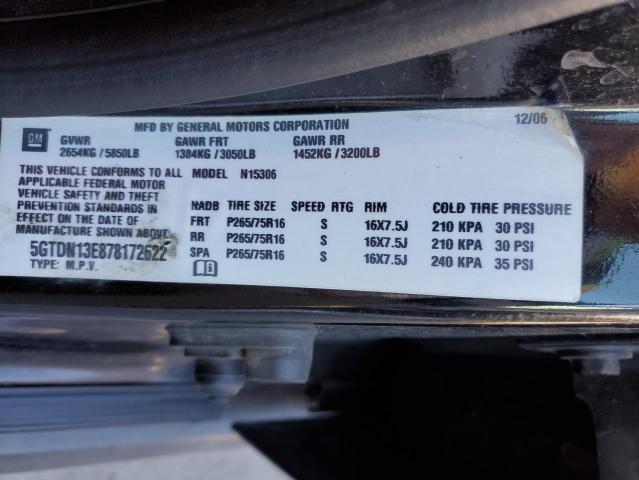 MFD BY GENERAL MOTORS CORPORATION 12/06
GM
GVWR GAWR FRT GAWR RR
2654KG / 5850LB 1384KG / 3050LB 1452KG / 3200LB
THIS VEHICLE CONFORMS TO ALL MODEL N15306
APPLICABLE FEDERAL MOTOR
VEHICLE SAFETY AND THEFT
PREVENTION STANDARDS IN
EFFECT ON THE DATE OF
MANUFACTURE SHOWN ABOVE.
5GTDN13E878172622
TYPE: M.P.V.
NADB TIRE SIZE SPEED RTG RIM COLD TIRE PRESSURE
FRT P265/75R16 S 16X7.5J 210 KPA 30 PSI
RR P265/75R16 S 16X7.5J 210 KPA 30 PSI
SPA P265/75R16 S 16X7.5J 240 KPA 35 PSI